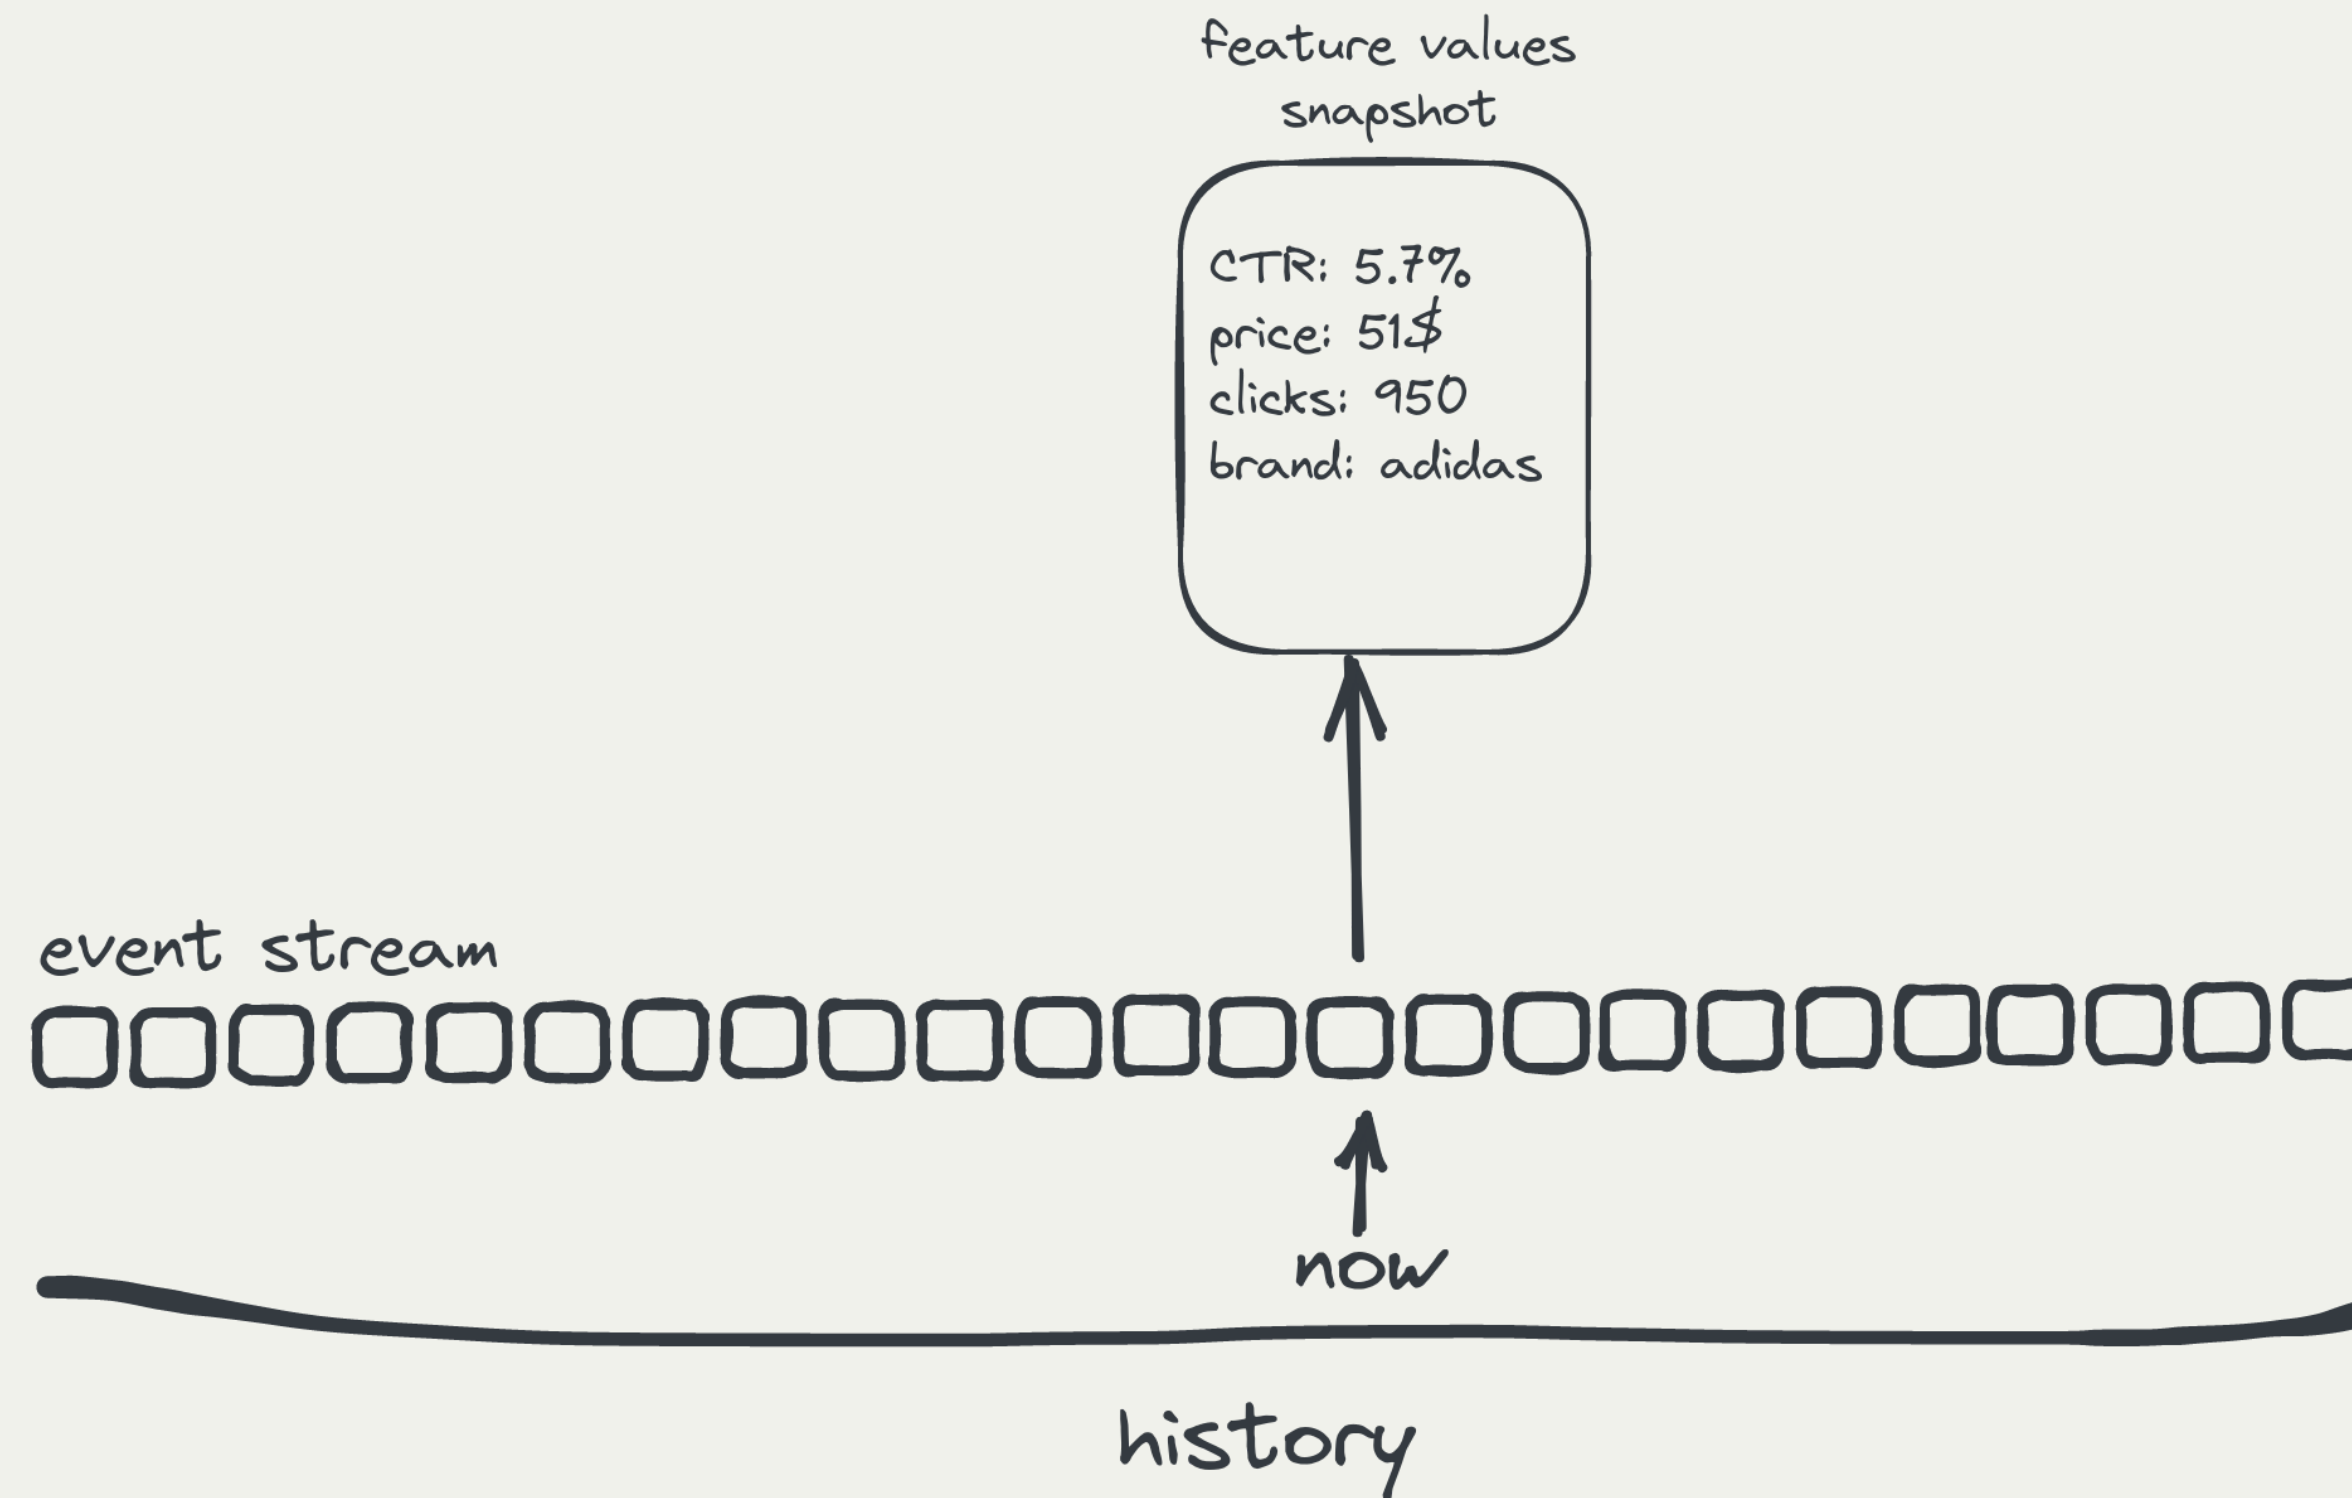 feature values
snapshot
CTR: 5.7%
price: 51$
clicks: 950
brand: adidas
event stream
now
history